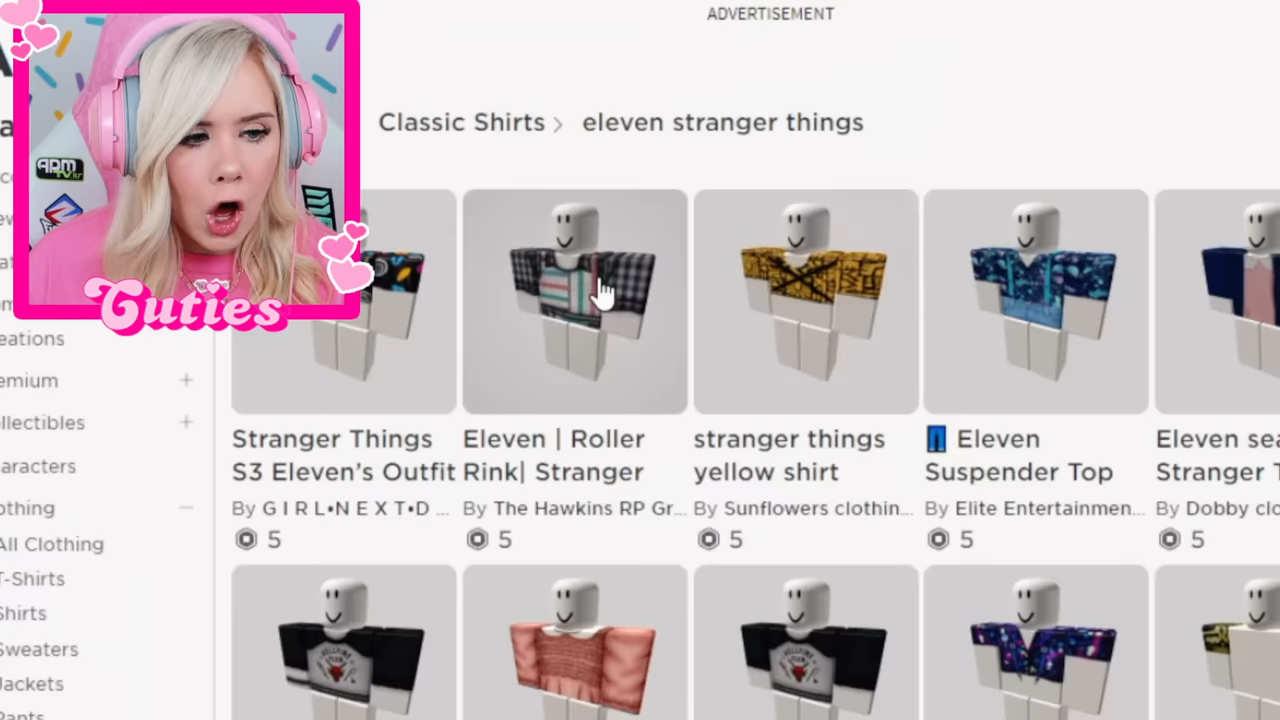 ADVERTISEMENT
Classic Shirts > eleven stranger things
Cuties
eations
emium +
llectibles +
aracters
othing −
All Clothing
T-Shirts
Shirts
Sweaters
Jackets
Pants
Stranger Things
S3 Eleven's Outfit
By G I R L•N E X T•D ...
5
Eleven | Roller
Rink| Stranger
By The Hawkins RP Gr...
5
stranger things
yellow shirt
By Sunflowers clothin...
5
Eleven
Suspender Top
By Elite Entertainmen...
5
Eleven sea
Stranger T
By Dobby clo
5